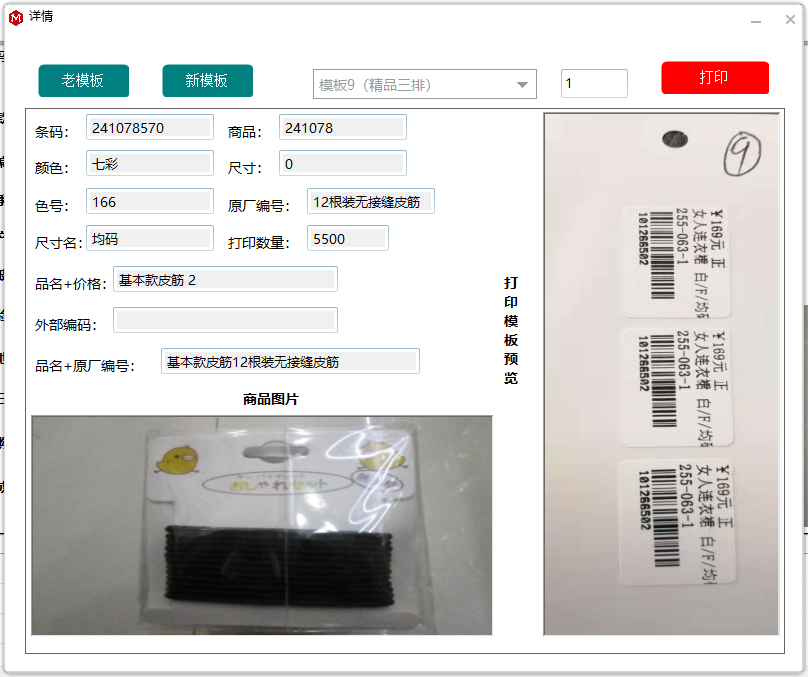 详情
老模板
新模板
模板9（精品三排）
1
打印
条码： 241078570
商品： 241078
颜色： 七彩
尺寸： 0
色号： 166
原厂编号： 12根装无接缝皮筋
尺寸名： 均码
打印数量： 5500
品名+价格： 基本款皮筋 2
外部编码：
品名+原厂编号： 基本款皮筋12根装无接缝皮筋
打印模板预览
商品图片
おしゃれセット
9
￥169元 正
女人连衣裙 白/F/均码
255-063-1
101266502
￥169元 正
女人连衣裙 白/F/均码
255-063-1
101266502
￥169元 正
女人连衣裙 白/F/均
255-063-1
101266502